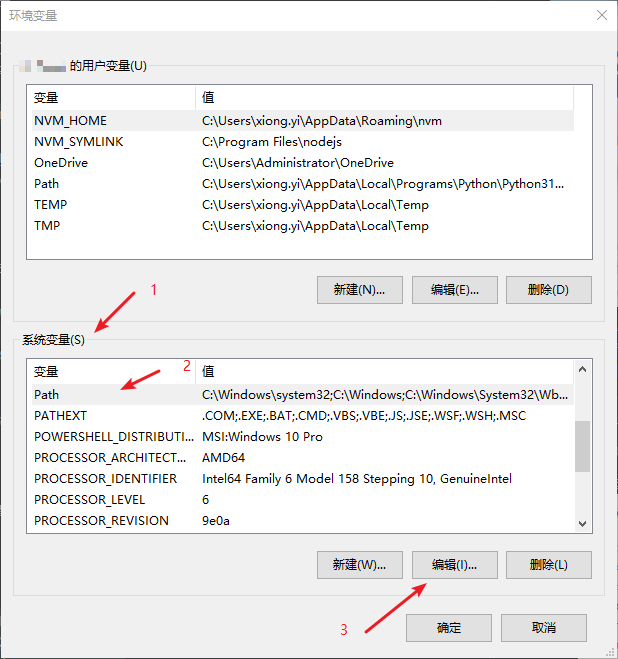 环境变量
的用户变量(U)
变量 值
NVM_HOME C:\Users\xiong.yi\AppData\Roaming\nvm
NVM_SYMLINK C:\Program Files\nodejs
OneDrive C:\Users\Administrator\OneDrive
Path C:\Users\xiong.yi\AppData\Local\Programs\Python\Python31...
TEMP C:\Users\xiong.yi\AppData\Local\Temp
TMP C:\Users\xiong.yi\AppData\Local\Temp
新建(N)... 编辑(E)... 删除(D)
1
系统变量(S)
2
变量 值
Path C:\Windows\system32;C:\Windows;C:\Windows\System32\Wb...
PATHEXT .COM;.EXE;.BAT;.CMD;.VBS;.VBE;.JS;.JSE;.WSF;.WSH;.MSC
POWERSHELL_DISTRIBUTI... MSI:Windows 10 Pro
PROCESSOR_ARCHITECT... AMD64
PROCESSOR_IDENTIFIER Intel64 Family 6 Model 158 Stepping 10, GenuineIntel
PROCESSOR_LEVEL 6
PROCESSOR_REVISION 9e0a
新建(W)... 编辑(I)... 删除(L)
3
确定 取消